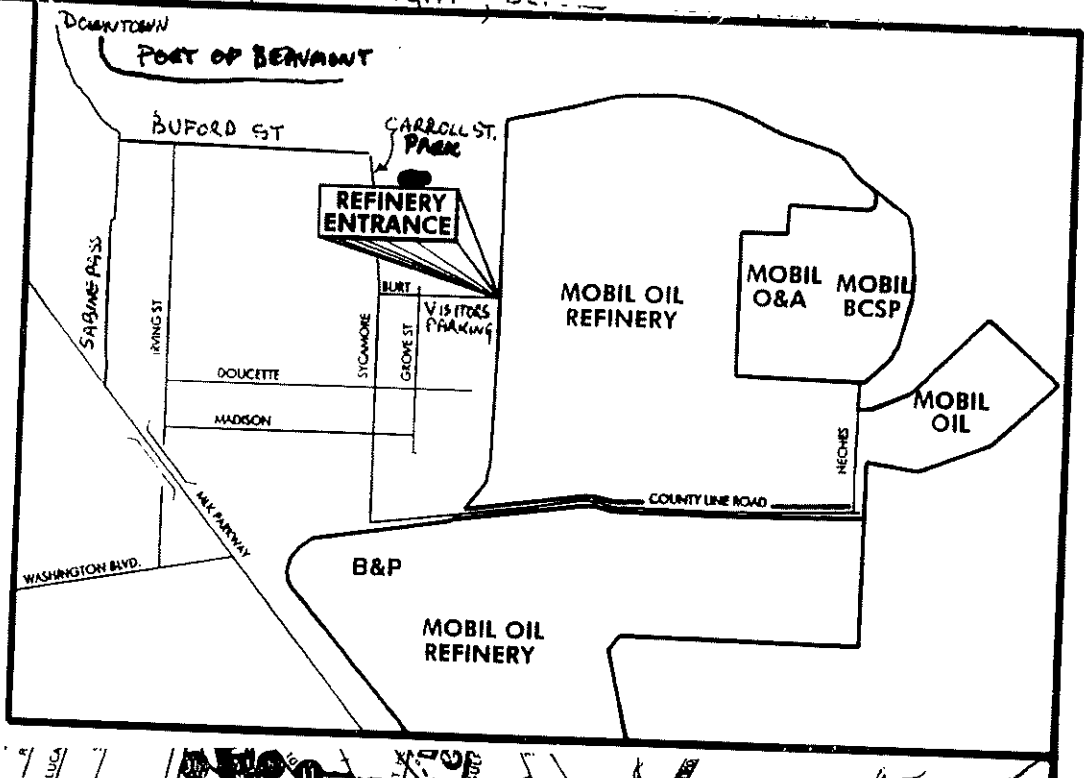 DOWNTOWN
PORT OF BEAUMONT
BUFORD ST
CARROLL ST.
PARK
REFINERY
ENTRANCE
SABINE PASS
IRVING ST
SYCAMORE
BURT
GROVE ST
VISITORS
PARKING
MOBIL OIL
REFINERY
MOBIL
O&A
MOBIL
BCSP
DOUCETTE
MADISON
MOBIL
OIL
NECHES
COUNTY LINE ROAD
MLK PARKWAY
WASHINGTON BLVD.
B&P
MOBIL OIL
REFINERY
LUCA